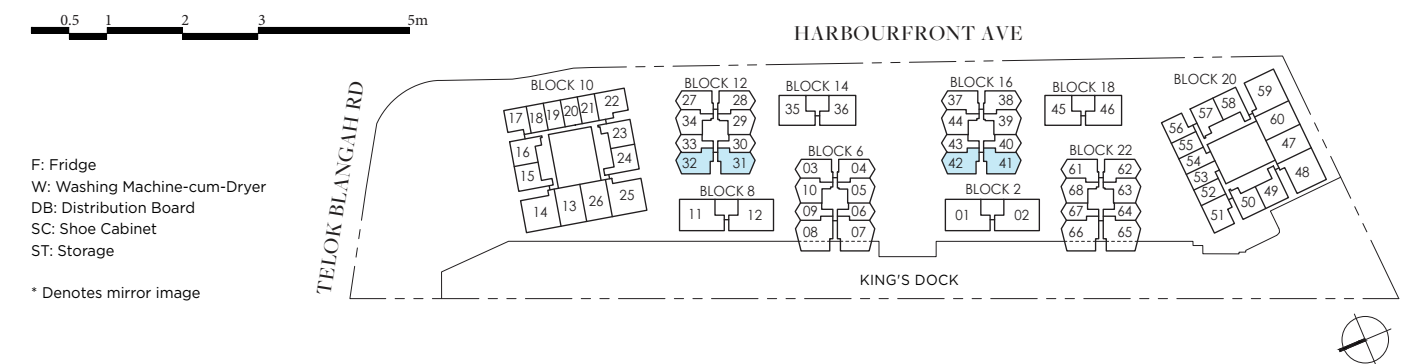 0.5 1 2 3 5m
HARBOURFRONT AVE
TELOK BLANGAH RD
F: Fridge
W: Washing Machine-cum-Dryer
DB: Distribution Board
SC: Shoe Cabinet
ST: Storage
* Denotes mirror image
BLOCK 10
17 18 19 20 21 22
16 23
15 24
14 13 26 25
BLOCK 12
27 28
34 29
33 30
32 31
BLOCK 14
35 36
BLOCK 6
03 04
10 05
09 06
08 07
BLOCK 8
11 12
BLOCK 16
37 38
44 39
43 40
42 41
BLOCK 18
45 46
BLOCK 2
01 02
BLOCK 22
61 62
68 63
67 64
66 65
BLOCK 20
56 57 58 59
55 60
54 47
53 48
52 49
51 50
KING'S DOCK